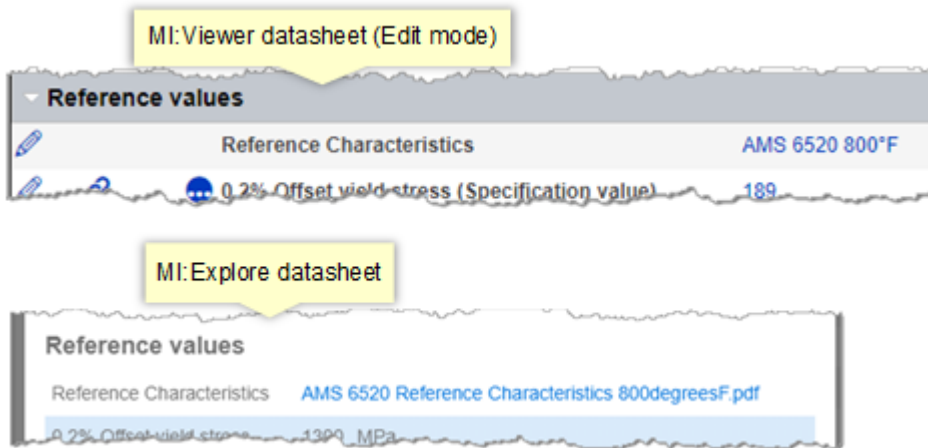 MI:Viewer datasheet (Edit mode)
Reference values
Reference Characteristics AMS 6520 800°F
0.2% Offset yield stress (Specification value) 189
MI:Explore datasheet
Reference values
Reference Characteristics AMS 6520 Reference Characteristics 800degreesF.pdf
0.2% Offset yield stress 1300 MPa